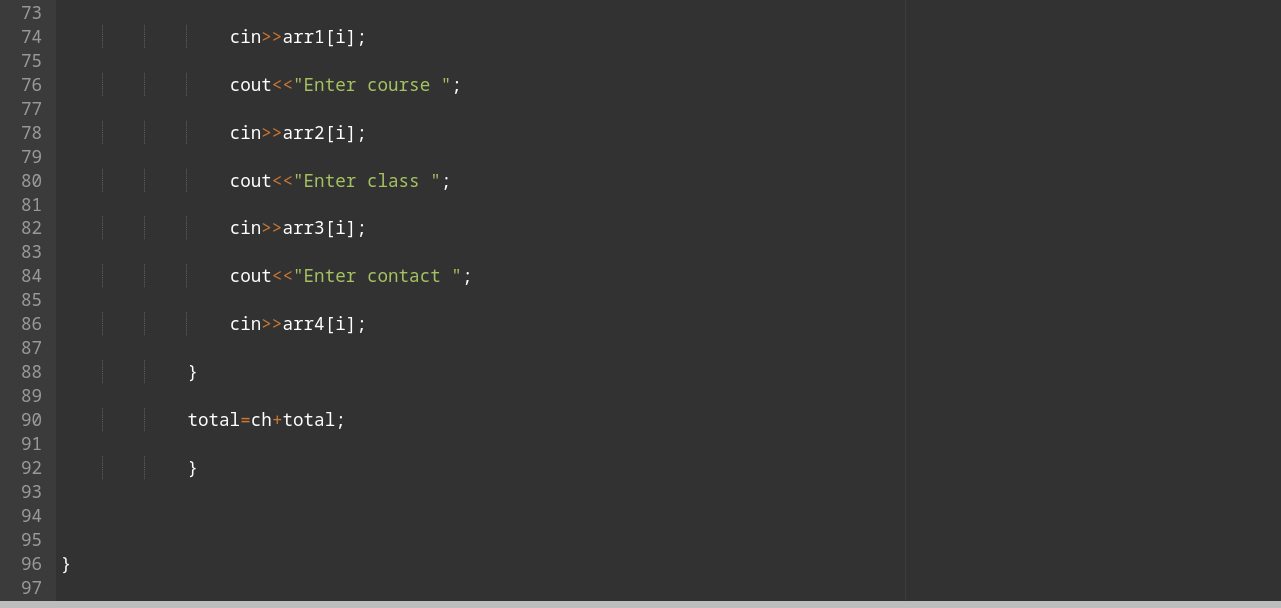 73
74 cin>>arr1[i];
75
76 cout<<"Enter course ";
77
78 cin>>arr2[i];
79
80 cout<<"Enter class ";
81
82 cin>>arr3[i];
83
84 cout<<"Enter contact ";
85
86 cin>>arr4[i];
87
88 }
89
90 total=ch+total;
91
92 }
93
94
95
96 }
97